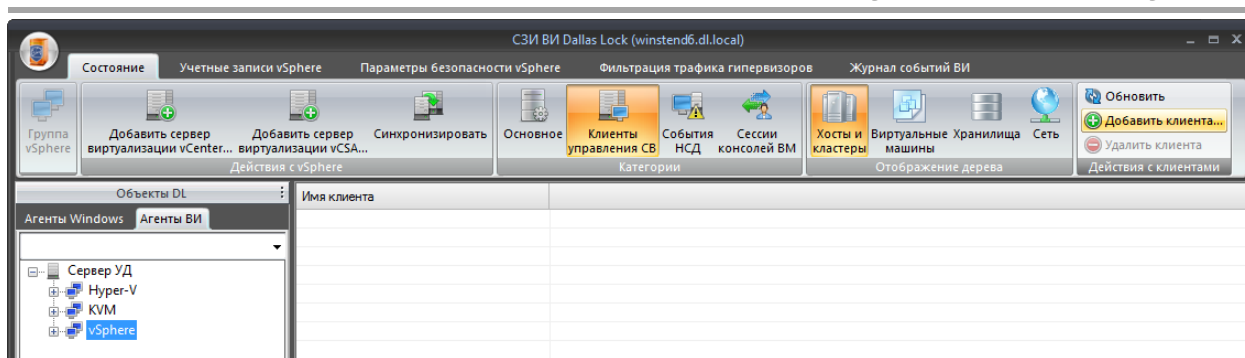 СЗИ ВИ Dallas Lock (winstend6.dl.local)
Состояние Учетные записи vSphere Параметры безопасности vSphere Фильтрация трафика гипервизоров Журнал событий ВИ
Группа vSphere
Добавить сервер виртуализации vCenter...
Добавить сервер виртуализации vCSA...
Синхронизировать
Действия с vSphere
Основное
Клиенты управления СВ
События НСД
Сессии консолей ВМ
Категории
Хосты и кластеры
Виртуальные машины
Хранилища
Сеть
Отображение дерева
Обновить
Добавить клиента...
Удалить клиента
Действия с клиентами
Объекты DL
Агенты Windows Агенты ВИ
Имя клиента
Сервер УД
Hyper-V
KVM
vSphere